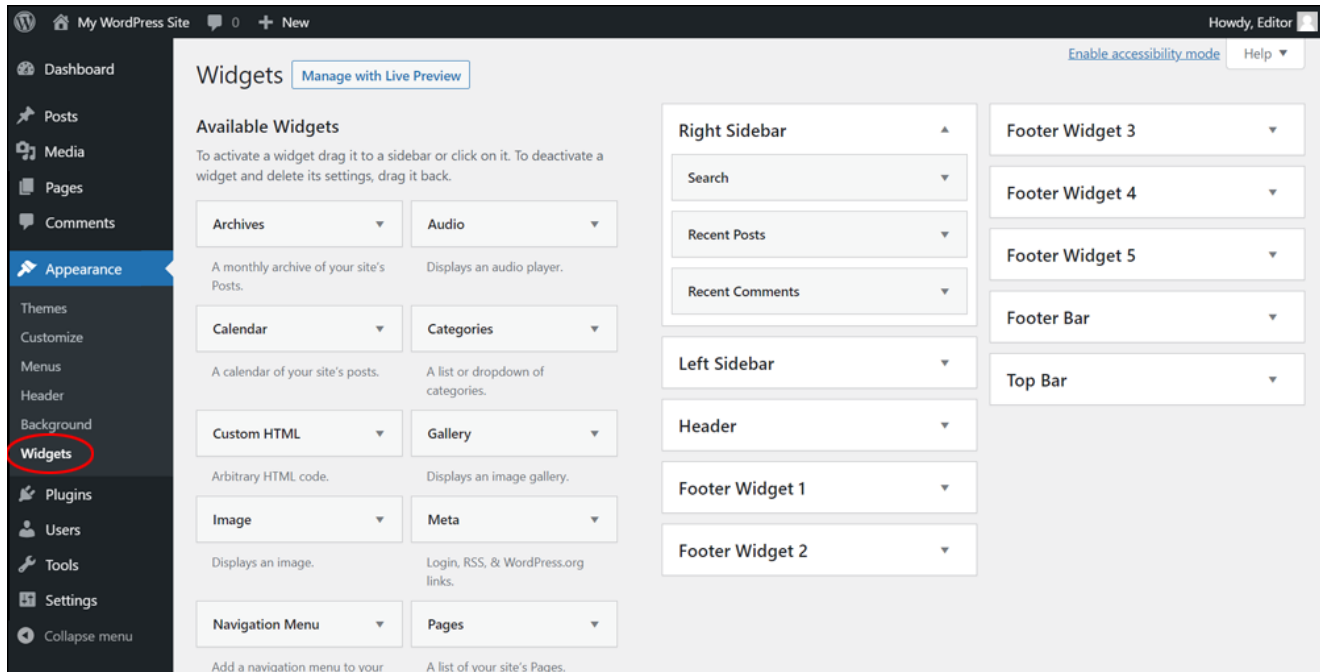 My WordPress Site 0 New Howdy, Editor
Dashboard
Posts
Media
Pages
Comments
Appearance
Themes
Customize
Menus
Header
Background
Widgets
Plugins
Users
Tools
Settings
Collapse menu
Enable accessibility mode Help
Widgets Manage with Live Preview
Available Widgets
To activate a widget drag it to a sidebar or click on it. To deactivate a
widget and delete its settings, drag it back.
Archives
A monthly archive of your site's
Posts.
Audio
Displays an audio player.
Calendar
A calendar of your site's posts.
Categories
A list or dropdown of
categories.
Custom HTML
Arbitrary HTML code.
Gallery
Displays an image gallery.
Image
Displays an image.
Meta
Login, RSS, & WordPress.org
links.
Navigation Menu
Add a navigation menu to your
Pages
A list of your site's Pages.
Right Sidebar
Search
Recent Posts
Recent Comments
Left Sidebar
Header
Footer Widget 1
Footer Widget 2
Footer Widget 3
Footer Widget 4
Footer Widget 5
Footer Bar
Top Bar